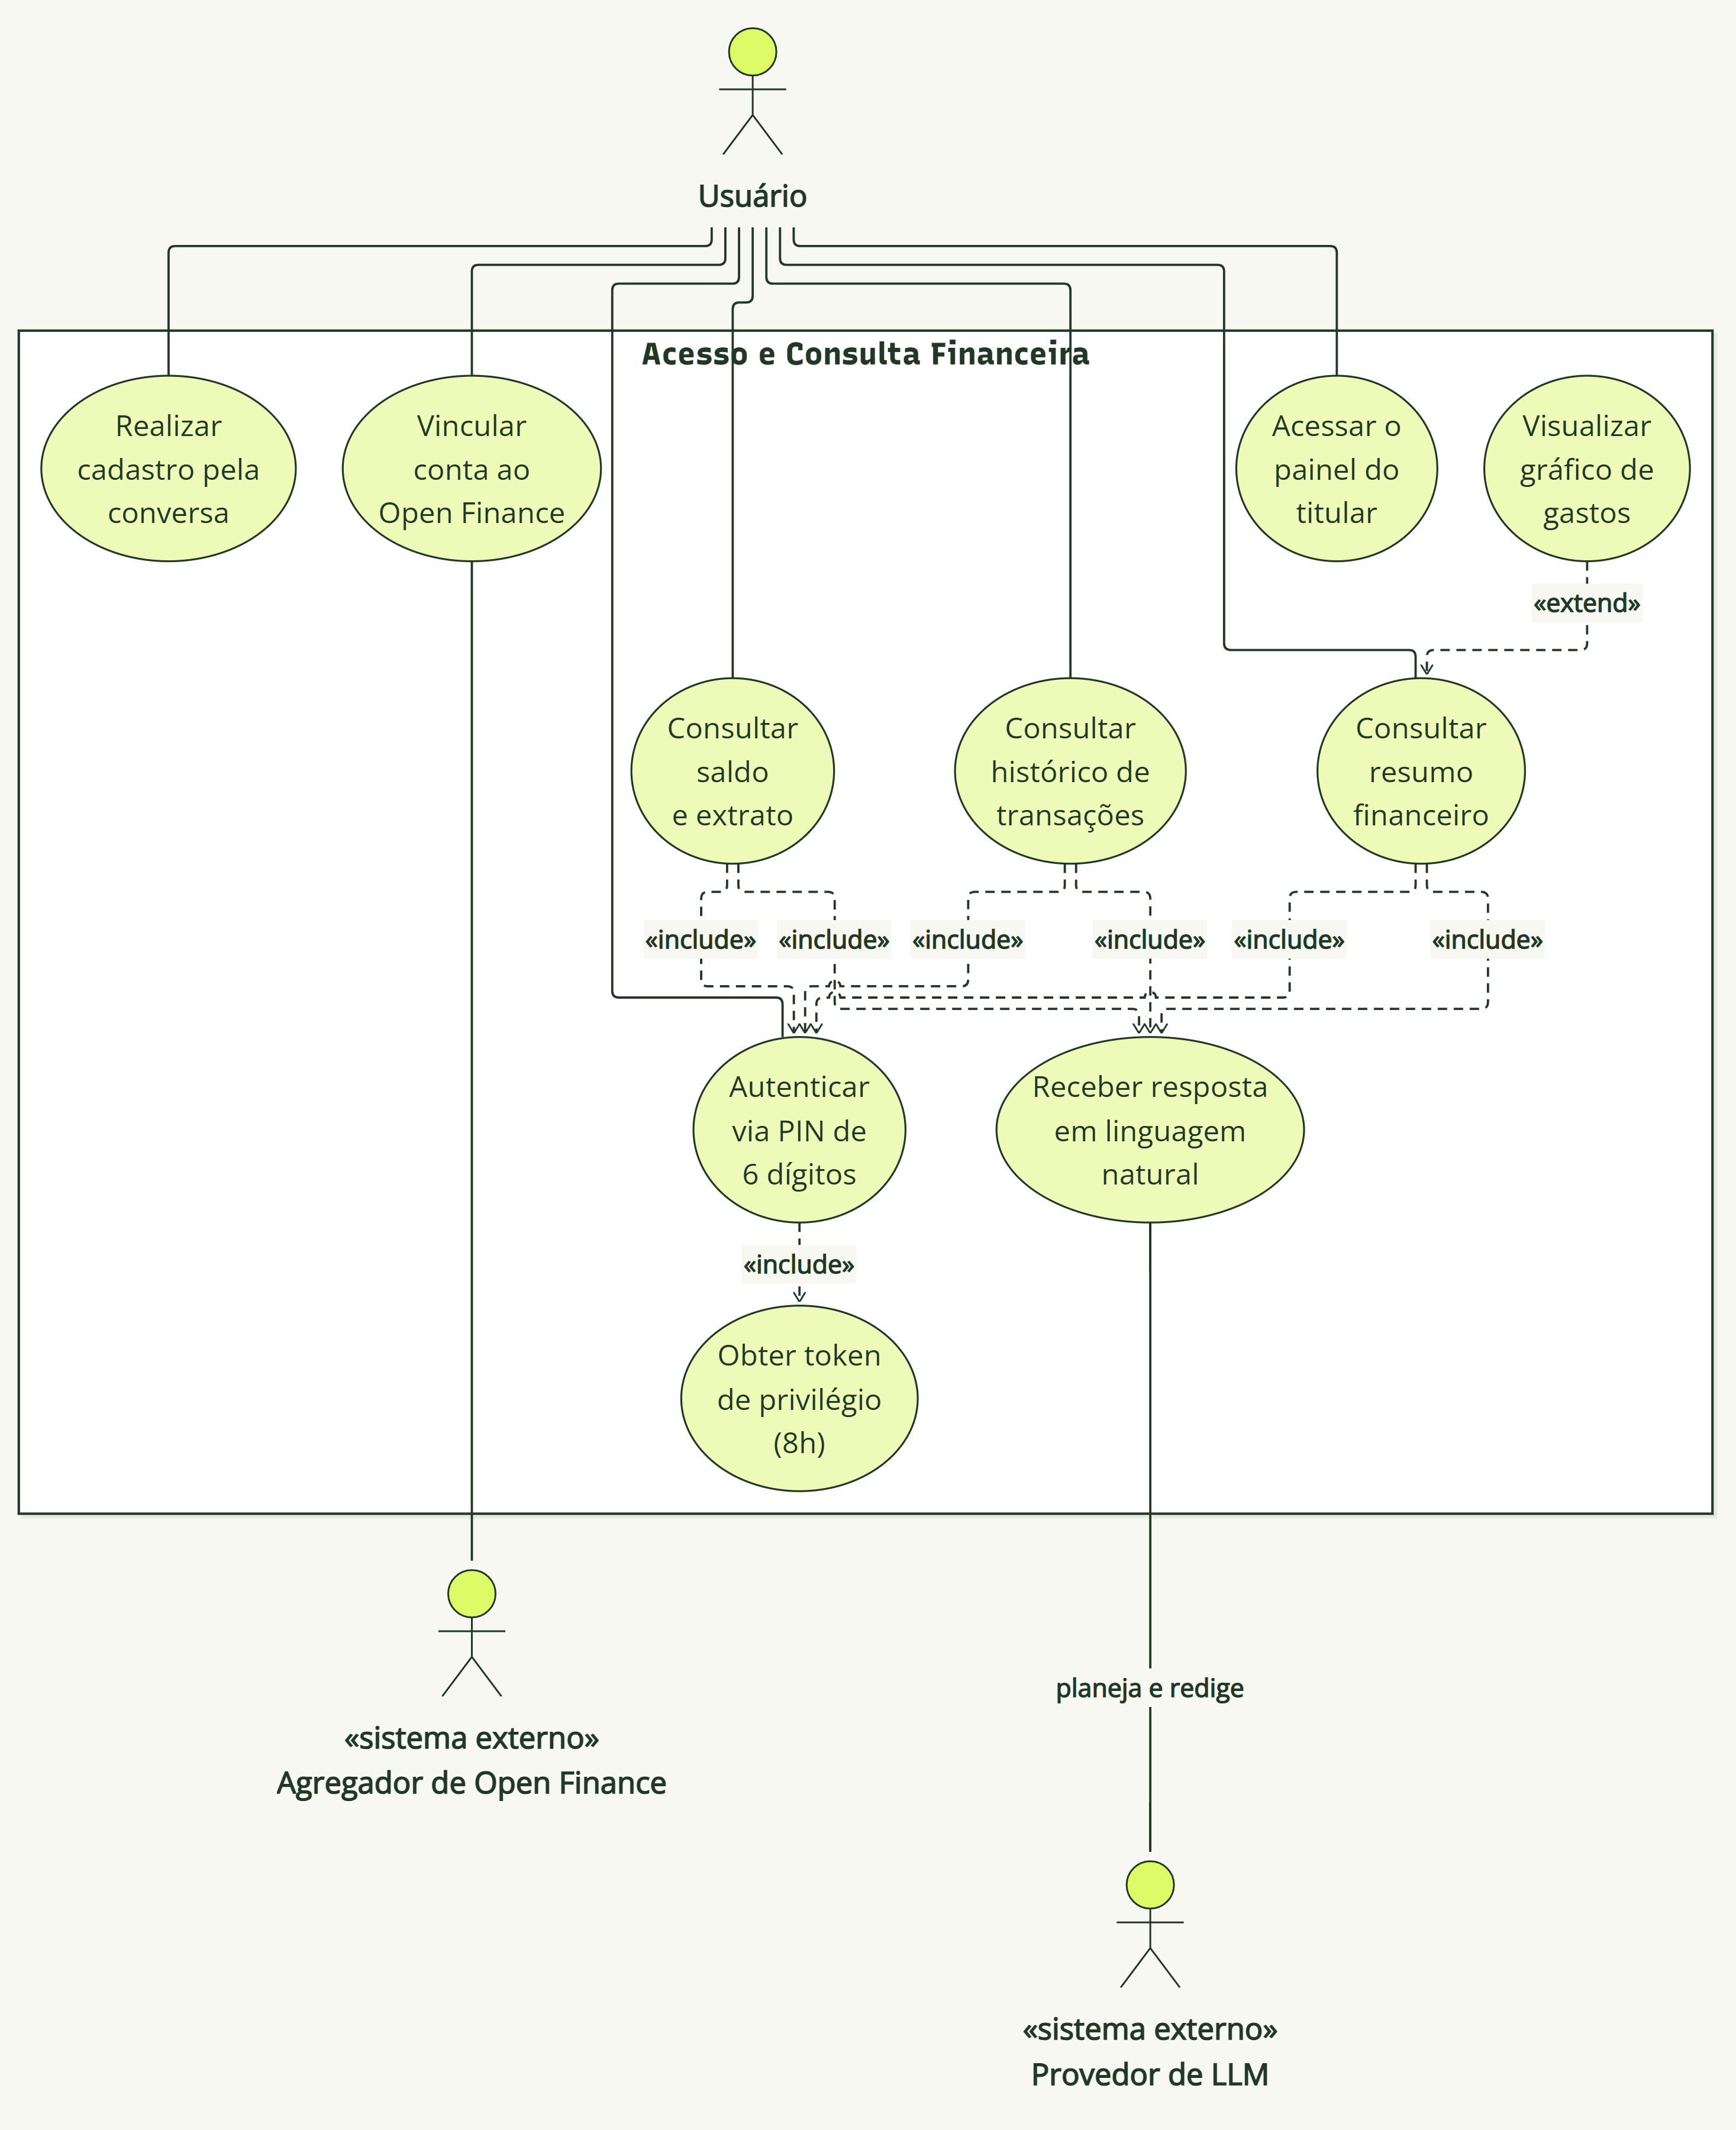 Usuário
Acesso e Consulta Financeira
Realizar
cadastro pela
conversa
Vincular
conta ao
Open Finance
Acessar o
painel do
titular
Visualizar
gráfico de
gastos
«extend»
Consultar
saldo
e extrato
Consultar
histórico de
transações
Consultar
resumo
financeiro
«include»
«include»
«include»
«include»
«include»
«include»
Autenticar
via PIN de
6 dígitos
Receber resposta
em linguagem
natural
«include»
Obter token
de privilégio
(8h)
planeja e redige
«sistema externo»
Agregador de Open Finance
«sistema externo»
Provedor de LLM